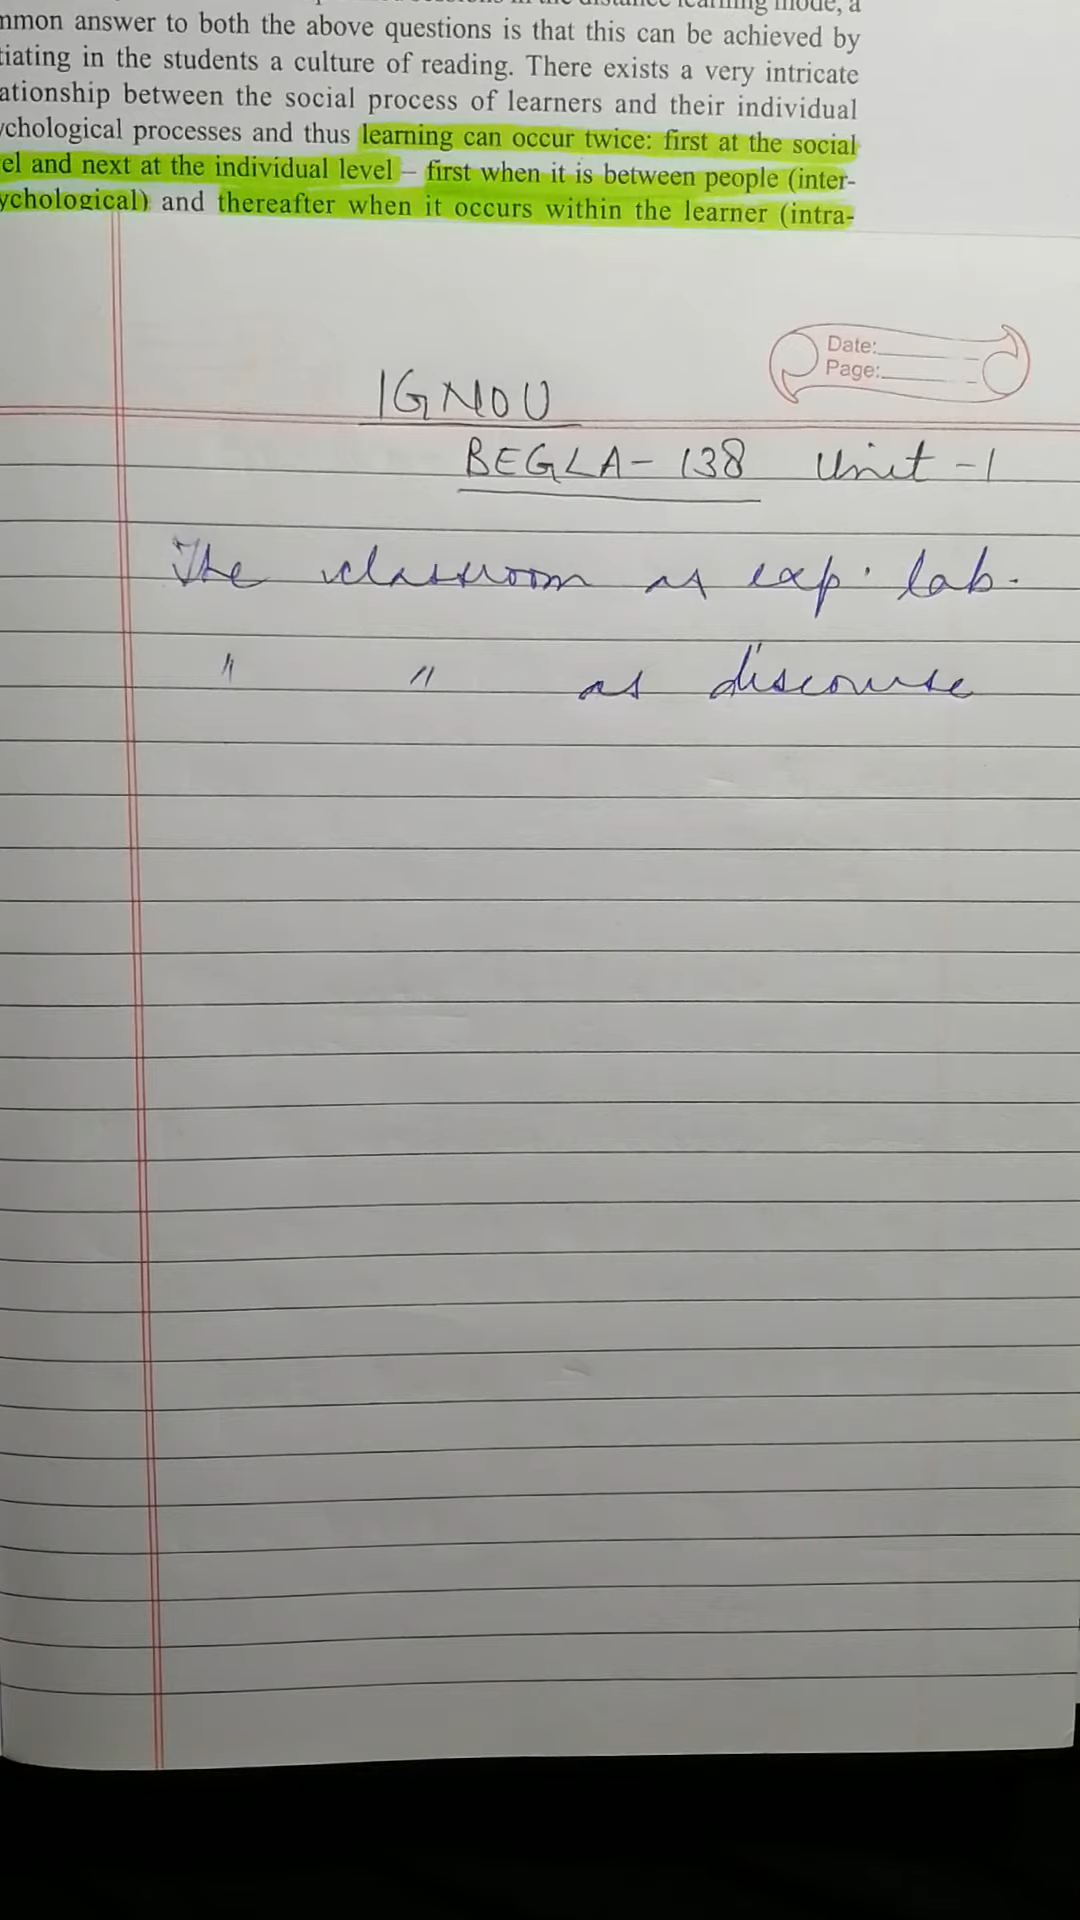 mode, a
mmon answer to both the above questions is that this can be achieved by
tiating in the students a culture of reading. There exists a very intricate
ationship between the social process of learners and their individual
ychological processes and thus learning can occur twice: first at the social
el and next at the individual level – first when it is between people (inter-
ychological) and thereafter when it occurs within the learner (intra-
Date:
Page:
IGNOU
BEGLA- 138 Unit -1
The classroom as exp. lab.
" " as discourse